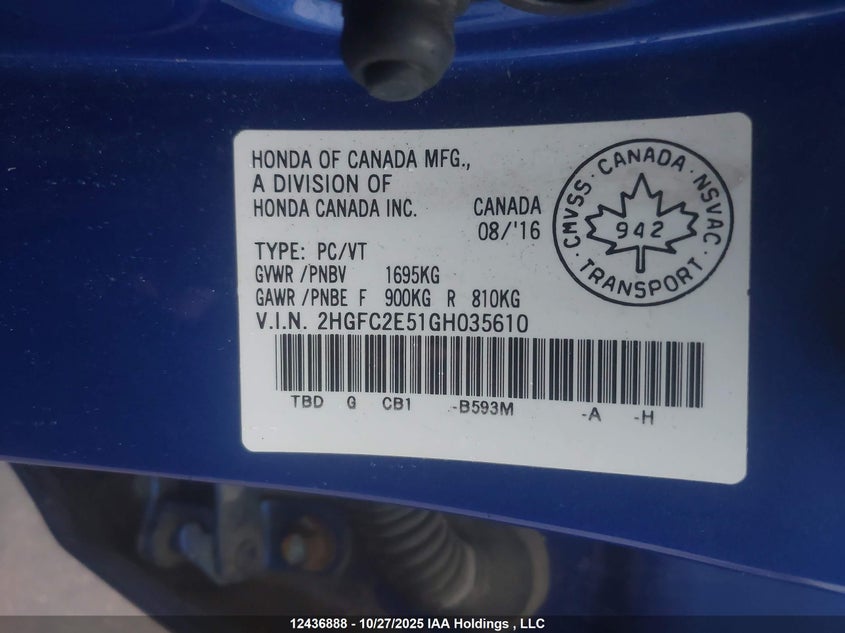 HONDA OF CANADA MFG.,
A DIVISION OF
HONDA CANADA INC.
CANADA
08/'16
TYPE: PC/VT
GVWR /PNBV 1695KG
GAWR /PNBE F 900KG R 810KG
V.I.N. 2HGFC2E51GH035610
TBD G CB1 -B593M -A -H
CMVSS · CANADA · NSVAC
942
· TRANSPORT ·
12436888 - 10/27/2025 IAA Holdings , LLC